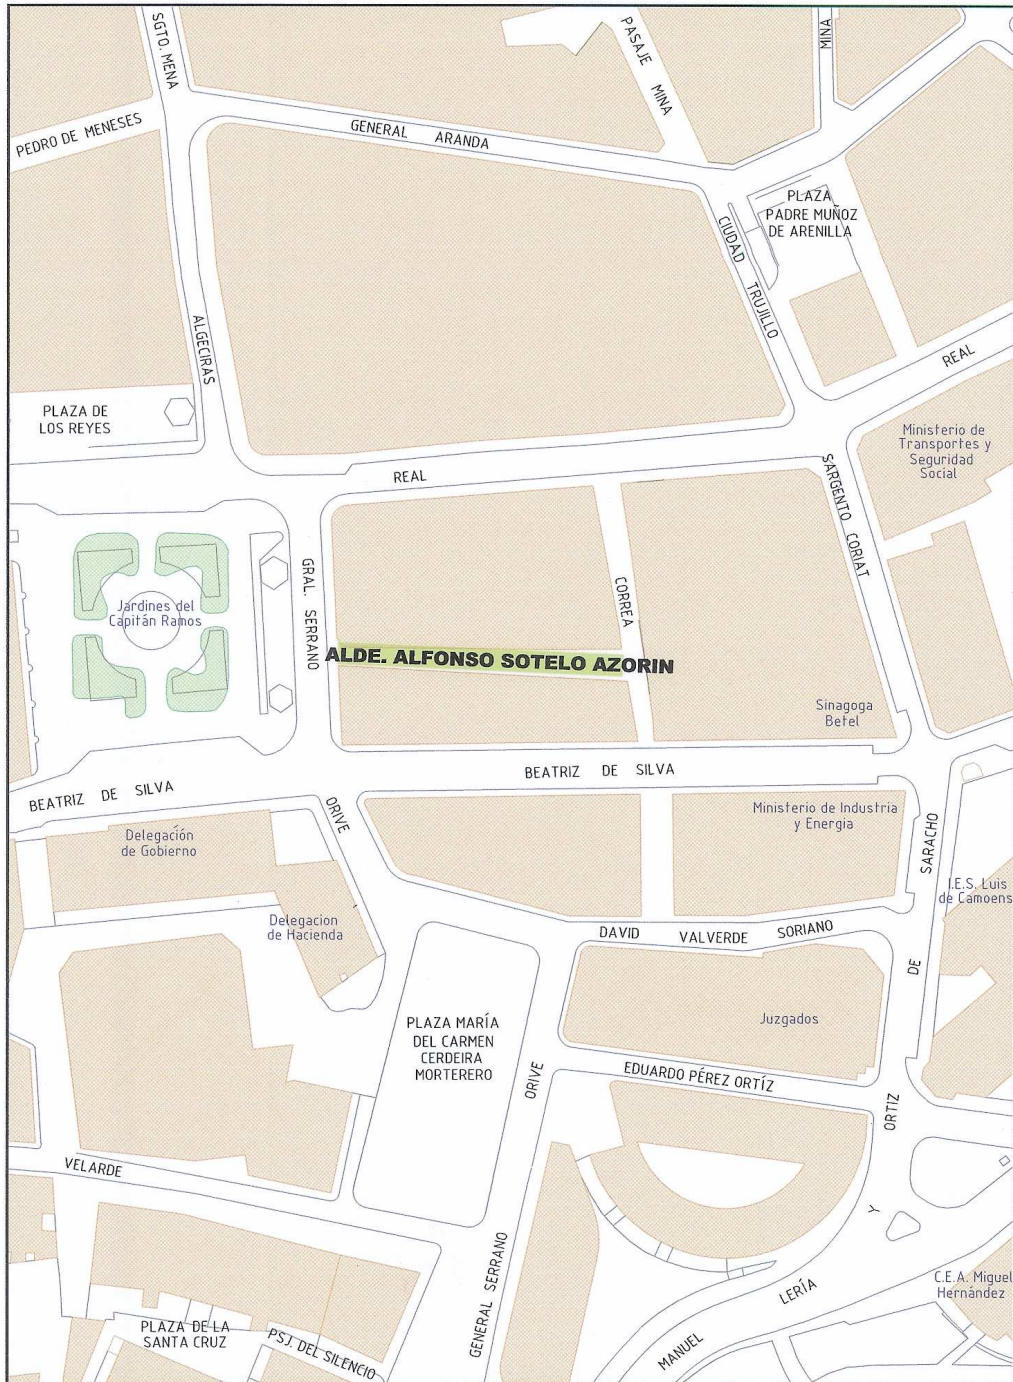 SGTO. MENA
PASAJE MINA
MINA
PEDRO DE MENESES
GENERAL ARANDA
PLAZA
PADRE MUÑOZ
DE ARENILLA
CIUDAD TRUJILLO
ALGECIRAS
REAL
PLAZA DE
LOS REYES
Ministerio de
Transportes y
Seguridad
Social
REAL
SARGENTO CORIAT
GRAL. SERRANO
CORREA
Jardines del
Capitán Ramos
ALDE. ALFONSO SOTELO AZORIN
Sinagoga
Betel
BEATRIZ DE SILVA
BEATRIZ DE SILVA
ORIVE
Ministerio de Industria
y Energia
Delegación
de Gobierno
SARACHO
I.E.S. Luis
de Camoens
Delegacion
de Hacienda
DAVID VALVERDE SORIANO
DE
PLAZA MARÍA
DEL CARMEN
CERDEIRA
MORTERERO
Juzgados
ORIVE
EDUARDO PÉREZ ORTÍZ
ORTIZ
VELARDE
Y
GENERAL SERRANO
LERÍA
C.E.A. Miguel
Hernández
PLAZA DE LA
SANTA CRUZ
PSJ. DEL SILENCIO
MANUEL